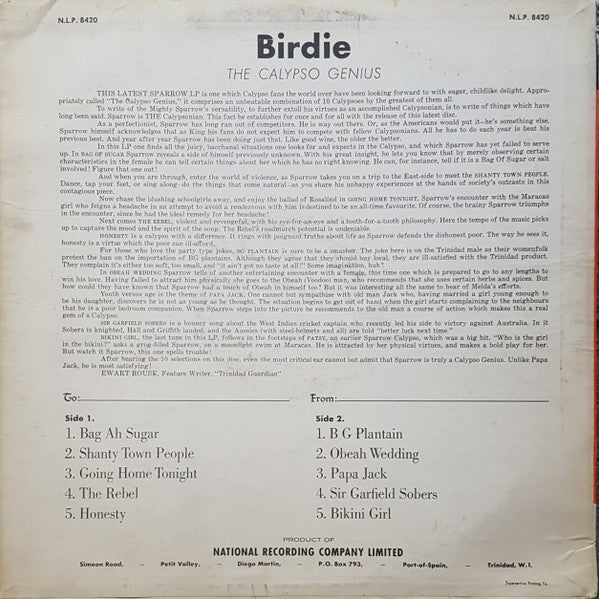 N.L.P. 8420
N.L.P. 8420
Birdie
THE CALYPSO GENIUS
THIS LATEST SPARROW LP is one which Calypso fans the world over have been looking forward to with eager, childlike delight. Appro-
priately called "The Calypso Genius," it comprises an unbeatable combination of 10 Calypsoes by the greatest of them all.
To write of the Mighty Sparrow's versatility, to further extoll his virtues as an accomplished Calypsonian, is to write of things which have
long been said. Sparrow is THE Calypsonian. This fact he establishes for once and for all with the release of this latest disc.
As a perfectionist, Sparrow has long ran out of competitors. He is way out there. Or, as the Americans would put it—he's something else.
Sparrow himself acknowledges that as King his fans do not expect him to compete with fellow Calypsonians. All he has to do each year is beat his
previous best. And year after year Sparrow has been doing just that. Like good wine, the older the better.
In this LP one finds all the juicy, bacchanal situations one looks for and expects in the Calypso, and which Sparrow has yet failed to serve
up. In BAG OF SUGAR Sparrow reveals a side of himself previously unknown. With his great insight, he lets you know that by merely observing certain
characteristics in the female he can tell certain things about her which he has no right knowing. He can, for instance, tell if it is a Bag Of Sugar or salt
involved! Figure that one out!
And when you are through, enter the world of violence, as Sparrow takes you on a trip to the East-side to meet the SHANTY TOWN PEOPLE.
Dance, tap your feet, or sing along—do the things that come natural—as you share his unhappy experiences at the hands of society's outcasts in this
contagious piece.
Now chase the blushing schoolgirls away, and enjoy the ballad of Rosalind in GOING HOME TONIGHT. Sparrow's encounter with the Maracas
girl who feigns a headache in an attempt to avoid a rendezvous with him is destined to be an all-time favourite. Of course, the brainy Sparrow triumphs
in the encounter, since he had the ideal remedy for her headache!
Next comes THE REBEL, violent and revengeful, with his eye-for-an-eye and a tooth-for-a-tooth philosophy. Here the tempo of the music picks
up to capture the mood and the spirit of the song. The Rebel's roadmarch potential is undeniable.
HONESTY is a calypso with a difference. It rings with poignant truths about life as Sparrow defends the dishonest poor. The way he sees it,
honesty is a virtue which the poor can ill-afford.
For those who love the party type jokes, BG PLANTAIN is sure to be a smasher. The joke here is on the Trinidad male as their womenfolk
protest the ban on the importation of BG plantains. Although they agree that they should buy local, they are ill-satisfied with the Trinidad product.
They complain it's either too soft, too small, and "it ain't got no taste at all!" Some imagination, huh?
In OBEAH WEDDING Sparrow tells of another entertaining encounter with a female, this time one which is prepared to go to any lengths to
win his love. Having failed to attract him physically she goes to the Obeah (Voodoo) man, who recommends that she uses certain herbs and spices. But
how could they have known that Sparrow had a touch of Obeah in himself too? But it was interesting all the same to hear of Melda's efforts.
Youth versus age is the theme of PAPA JACK. One cannot but sympathise with old man Jack who, having married a girl young enough to
be his daughter, discovers he is not as young as he thought. The situation begins to get out of hand when the girl starts complaining to the neighbours
that he is a poor bedroom companion. When Sparrow steps into the picture he recommends to the old man a course of action which makes this a real
gem of a Calypso.
SIR GARFIELD SOBERS is a bouncy song about the West Indies cricket captain who recently led his side to victory against Australia. In it
Sobers is knighted, Hall and Griffith lauded, and the Aussies (with steel-helmets and all) are told "better luck next time."
BIKINI GIRL, the last tune in this LP, follows in the footsteps of PATSY, an earlier Sparrow Calypso, which was a big hit. "Who is the girl
in the bikini?" asks a grog-filled Sparrow, on a moonlight swim at Maracas. He is attracted by her physical virtues, and makes a bold play for her.
But watch it Sparrow, this one spells trouble!
After hearing the 10 selections on this disc, even the most critical ear cannot but admit that Sparrow is truly a Calypso Genius. Unlike Papa
Jack, he is most satisfying!
EWART ROUSE, Feature Writer, "Trinidad Guardian"
To:
From:
Side 1.
1. Bag Ah Sugar
2. Shanty Town People
3. Going Home Tonight
4. The Rebel
5. Honesty
Side 2.
1. B G Plantain
2. Obeah Wedding
3. Papa Jack
4. Sir Garfield Sobers
5. Bikini Girl
PRODUCT OF
NATIONAL RECORDING COMPANY LIMITED
Simeon Road, — Petit Valley, — Diego Martin, — P.O. Box 793, — Port-of-Spain, — Trinidad, W.I.
Superservice Printing Co.